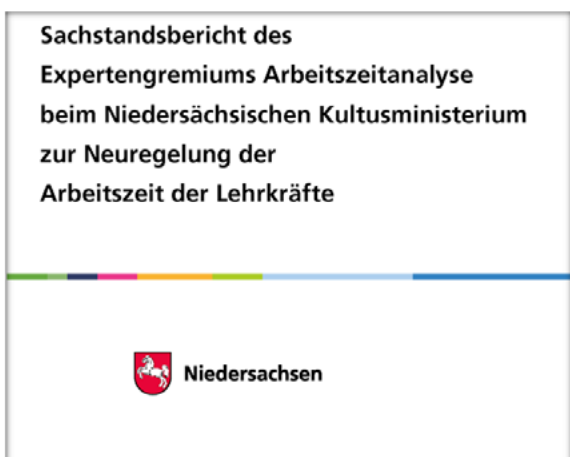 Sachstandsbericht des
Expertengremiums Arbeitszeitanalyse
beim Niedersächsischen Kultusministerium
zur Neuregelung der
Arbeitszeit der Lehrkräfte
Niedersachsen